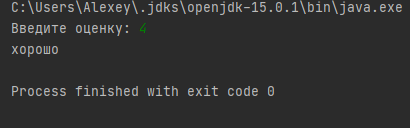 C:\Users\Alexey\.jdks\openjdk-15.0.1\bin\java.exe
Введите оценку: 4
хорошо
Process finished with exit code 0